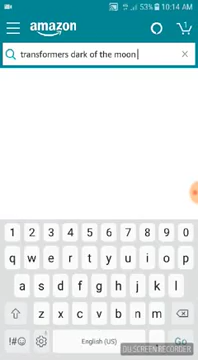 53% 10:14 AM
amazon
1
transformers dark of the moon
1 2 3 4 5 6 7 8 9 0
q w e r t y u i o p
a s d f g h j k l
z x c v b n m
!#☺ English (US) Go
DU SCREEN RECORDER